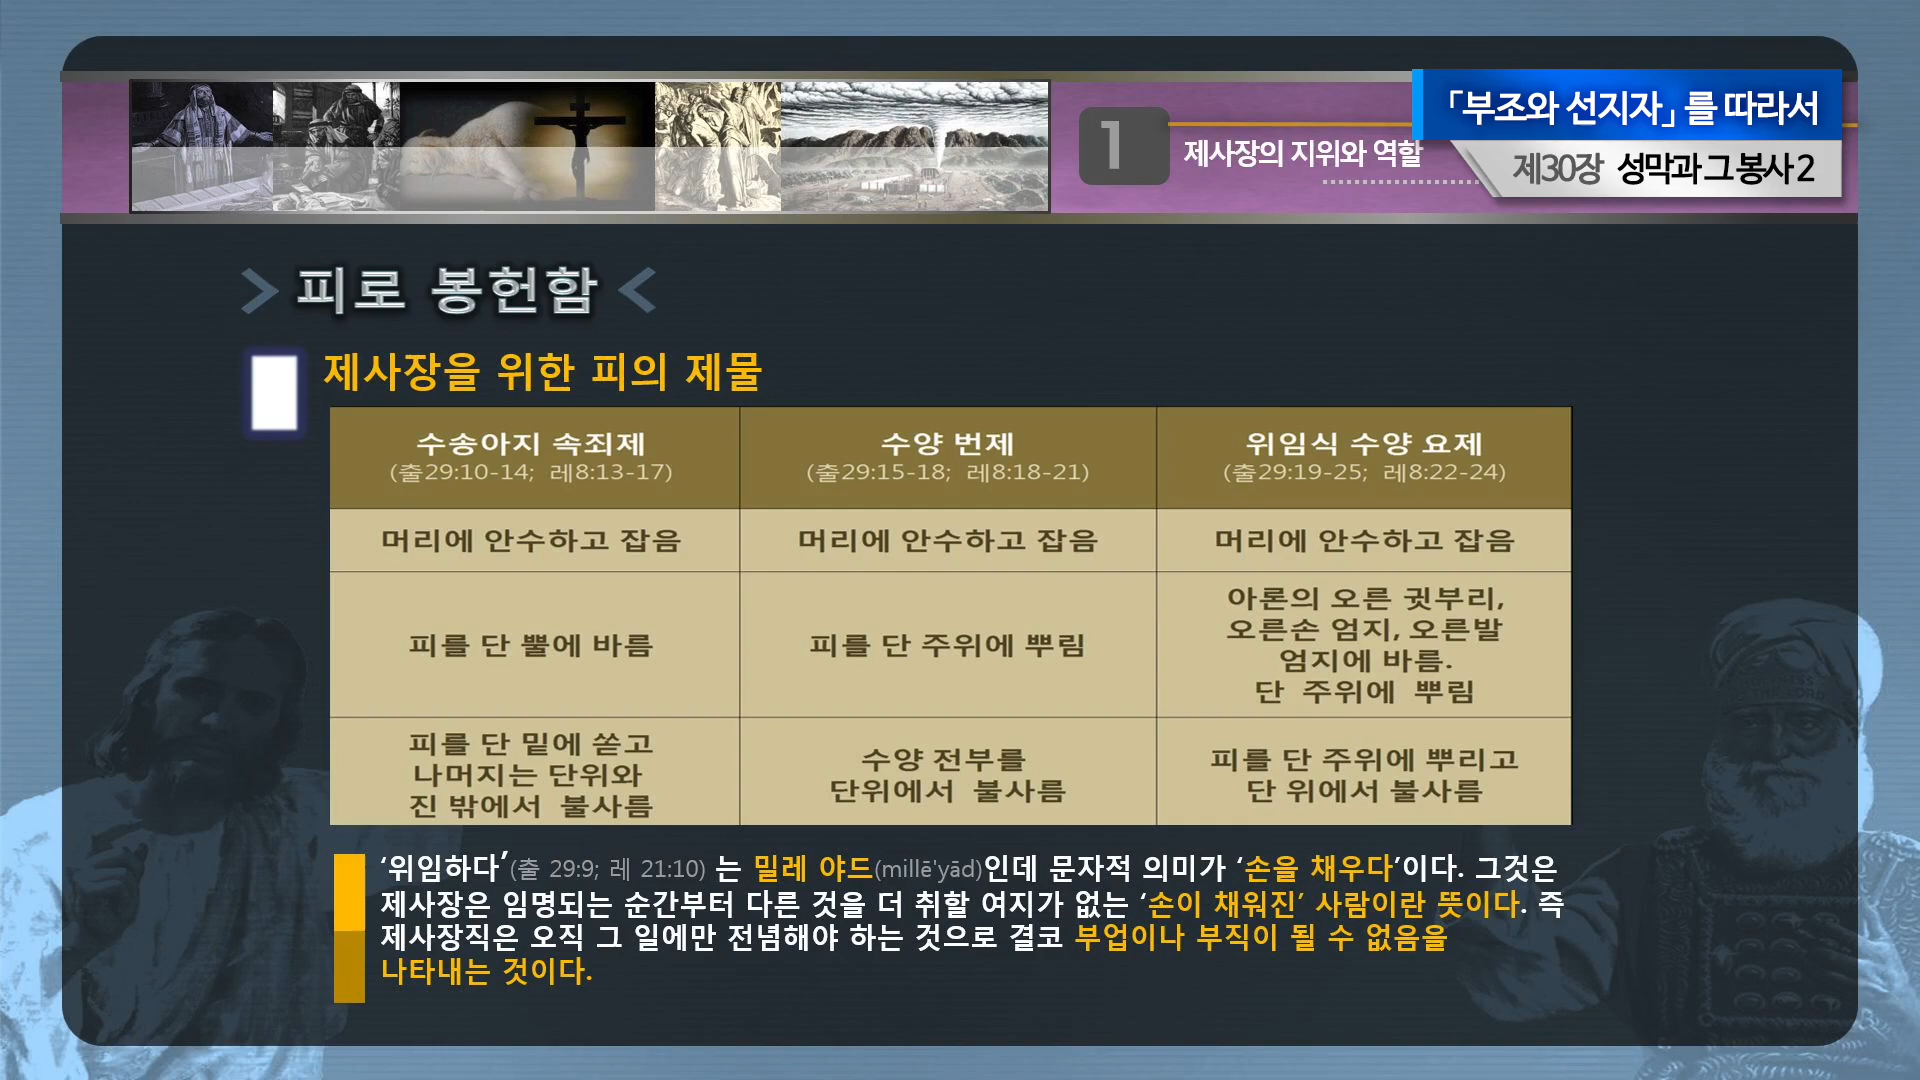 「부조와 선지자」를 따라서
제30장 성막과 그 봉사 2
1
제사장의 지위와 역할
피로 봉헌함
제사장을 위한 피의 제물
수송아지 속죄제
(출29:10-14; 레8:13-17)
수양 번제
(출29:15-18; 레8:18-21)
위임식 수양 요제
(출29:19-25; 레8:22-24)
머리에 안수하고 잡음
머리에 안수하고 잡음
머리에 안수하고 잡음
피를 단 뿔에 바름
피를 단 주위에 뿌림
아론의 오른 귓부리,
오른손 엄지, 오른발
엄지에 바름.
단 주위에 뿌림
피를 단 밑에 쏟고
나머지는 단위와
진 밖에서 불사름
수양 전부를
단위에서 불사름
피를 단 주위에 뿌리고
단 위에서 불사름
‘위임하다’(출 29:9; 레 21:10) 는 밀레 야드(millē'yād)인데 문자적 의미가 ‘손을 채우다’이다. 그것은
제사장은 임명되는 순간부터 다른 것을 더 취할 여지가 없는 ‘손이 채워진’ 사람이란 뜻이다. 즉
제사장직은 오직 그 일에만 전념해야 하는 것으로 결코 부업이나 부직이 될 수 없음을
나타내는 것이다.